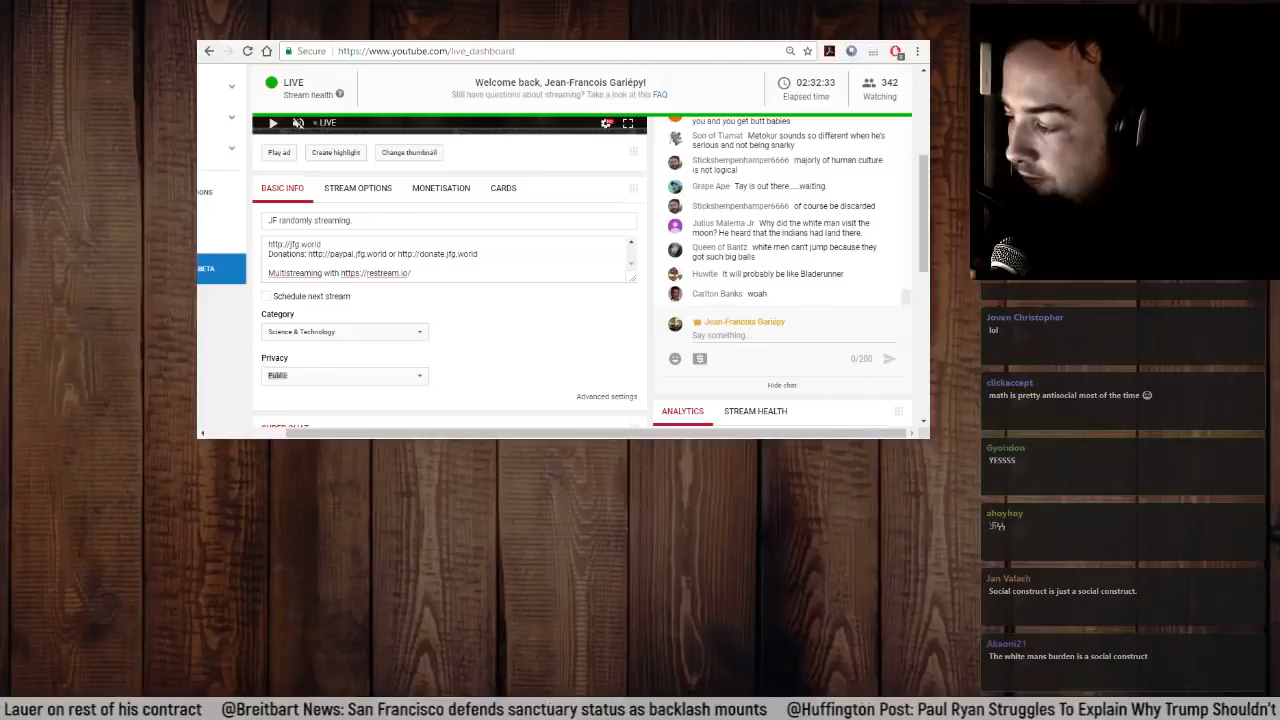 Secure
https://www.youtube.com/live_dashboard
LIVE
Stream health
Welcome back, Jean-Francois Gariépy!
Still have questions about streaming? Take a look at this FAQ.
02:32:33
Elapsed time
342
Watching
LIVE
Play ad
Create highlight
Change thumbnail
BASIC INFO
STREAM OPTIONS
MONETISATION
CARDS
IONS
BETA
JF randomly streaming.
http://jfg.world
Donations: http://paypal.jfg.world or http://donate.jfg.world
Multistreaming with https://restream.io/
Schedule next stream
Category
Science & Technology
Privacy
Public
Advanced settings
you and you get butt babies
Son of Tiamat Metokur sounds so different when he's
serious and not being snarky
Stickshempenhamper6666 majoriy of human culture
is not logical
Grape Ape Tay is out there.....waiting.
Stickshempenhamper6666 of course be discarded
Julius Malema Jr Why did the white man visit the
moon? He heard that the indians had land there.
Queen of Bantz white men can't jump because they
got such big balls
Huwite It will probably be like Bladerunner
Carlton Banks woah
Jean-Francois Gariépy
Say something...
0/200
Hide chat
ANALYTICS
STREAM HEALTH
Joven Christopher
lol
clickaccept
math is pretty antisocial most of the time
Gyohdon
YESSSS
ahoyhoy
Jan Valach
Social construct is just a social construct.
Akaoni21
The white mans burden is a social construct
Lauer on rest of his contract @Breitbart News: San Francisco defends sanctuary status as backlash mounts @Huffington Post: Paul Ryan Struggles To Explain Why Trump Shouldn't